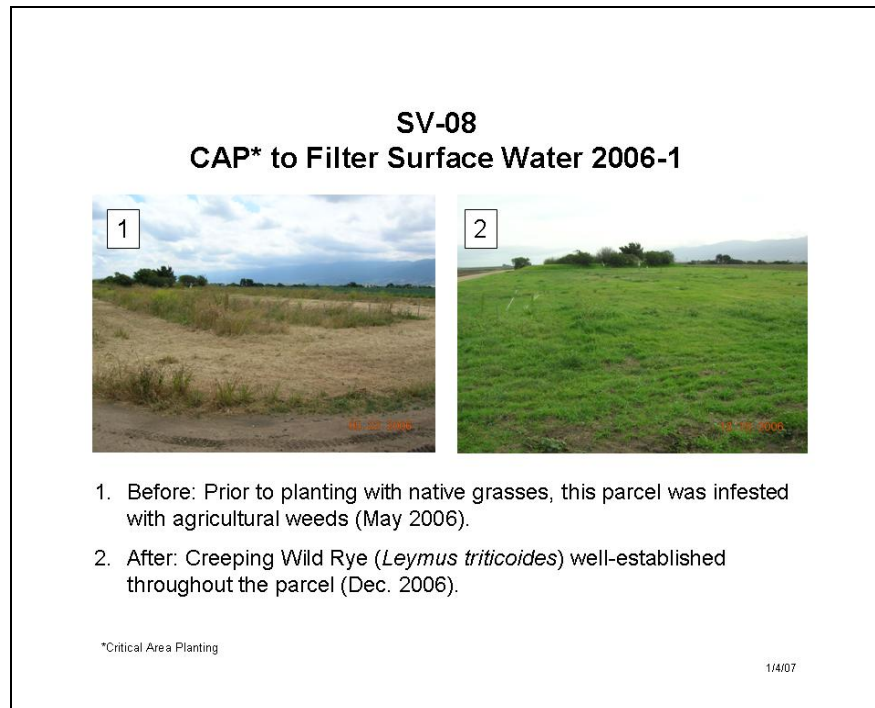 SV-08
CAP* to Filter Surface Water 2006-1
1
2
1. Before: Prior to planting with native grasses, this parcel was infested
with agricultural weeds (May 2006).
2. After: Creeping Wild Rye (Leymus triticoides) well-established
throughout the parcel (Dec. 2006).
*Critical Area Planting
1/4/07